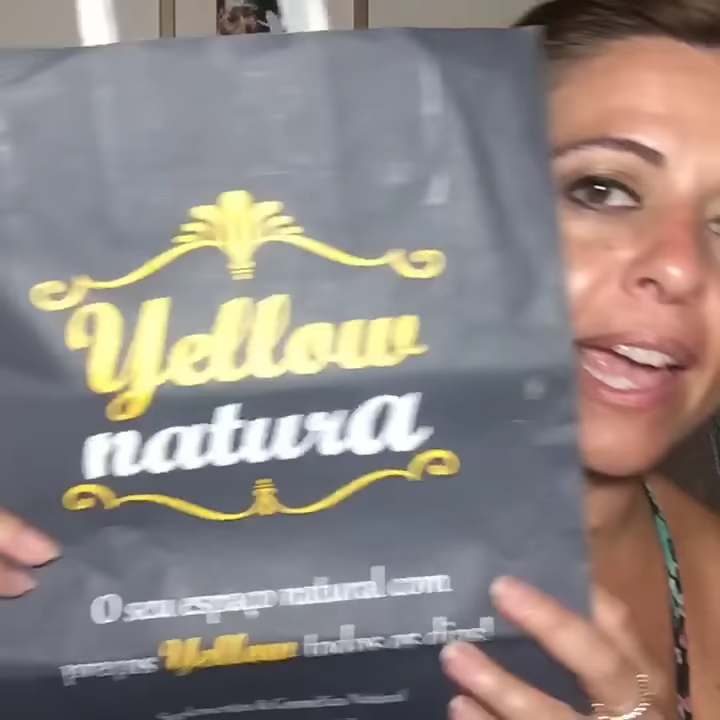 Yellow
natura
O seu espaço natural com
preços Yellow todos os dias!